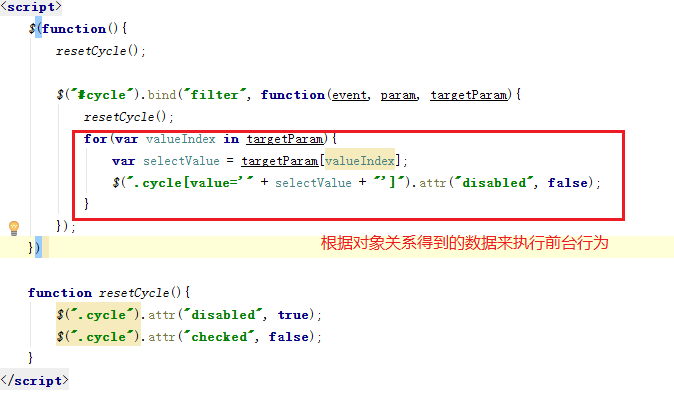 <script>
$(function(){
resetCycle();
$("#cycle").bind("filter", function(event, param, targetParam){
resetCycle();
for(var valueIndex in targetParam){
var selectValue = targetParam[valueIndex];
$(".cycle[value='" + selectValue + "']").attr("disabled", false);
}
});
根据对象关系得到的数据来执行前台行为
})
function resetCycle(){
$(".cycle").attr("disabled", true);
$(".cycle").attr("checked", false);
}
</script>